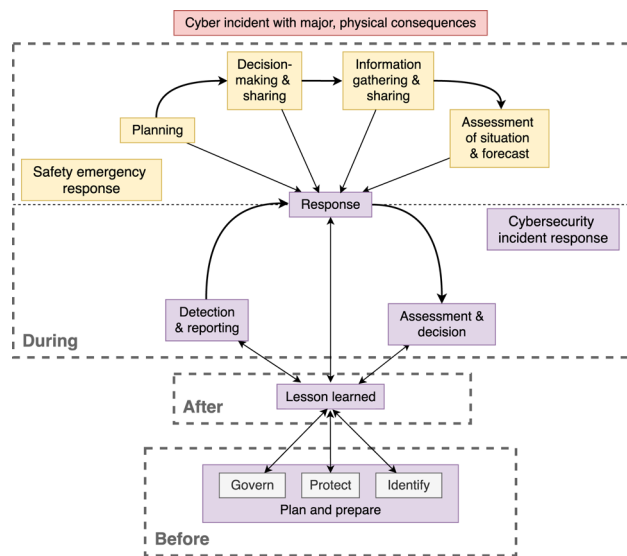 Cyber incident with major, physical consequences
Decision-
making &
sharing
Information
gathering &
sharing
Planning
Assessment
of situation
& forecast
Safety emergency
response
Response
Cybersecurity
incident response
Detection
& reporting
Assessment &
decision
During
Lesson learned
After
Govern
Protect
Identify
Plan and prepare
Before